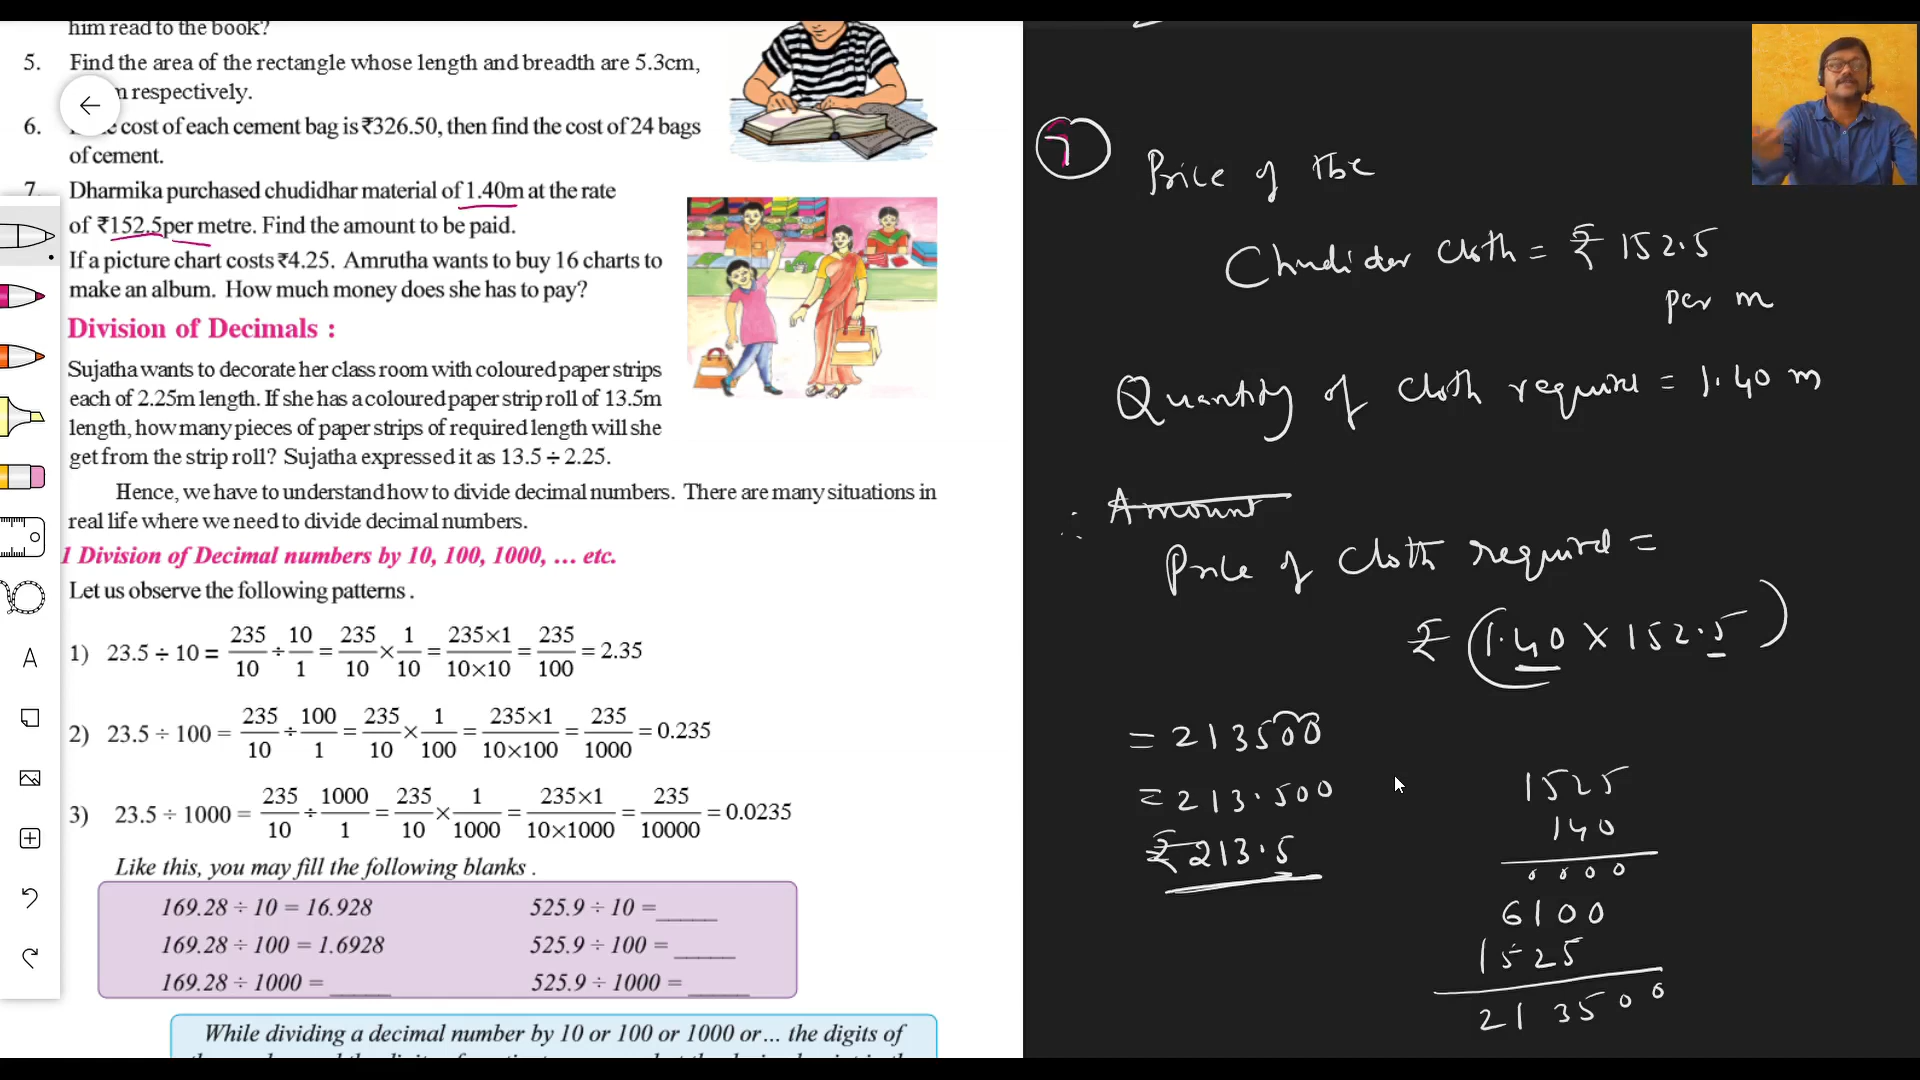 him read to the book?
5. Find the area of the rectangle whose length and breadth are 5.3cm,
respectively.
6. cost of each cement bag is ₹326.50, then find the cost of 24 bags
of cement.
7. Dharmika purchased chudidhar material of 1.40m at the rate
of ₹152.5per metre. Find the amount to be paid.
If a picture chart costs ₹4.25. Amrutha wants to buy 16 charts to
make an album. How much money does she has to pay?
Division of Decimals :
Sujatha wants to decorate her class room with coloured paper strips
each of 2.25m length. If she has a coloured paper strip roll of 13.5m
length, how many pieces of paper strips of required length will she
get from the strip roll? Sujatha expressed it as 13.5 ÷ 2.25.
Hence, we have to understand how to divide decimal numbers. There are many situations in
real life where we need to divide decimal numbers.
1 Division of Decimal numbers by 10, 100, 1000, ... etc.
Let us observe the following patterns .
1) 23.5 ÷ 10 = 235/10 ÷ 10/1 = 235/10 × 1/10 = 235×1/10×10 = 235/100 = 2.35
2) 23.5 ÷ 100 = 235/10 ÷ 100/1 = 235/10 × 1/100 = 235×1/10×100 = 235/1000 = 0.235
3) 23.5 ÷ 1000 = 235/10 ÷ 1000/1 = 235/10 × 1/1000 = 235×1/10×1000 = 235/10000 = 0.0235
Like this, you may fill the following blanks .
169.28 ÷ 10 = 16.928 525.9 ÷ 10 = _____
169.28 ÷ 100 = 1.6928 525.9 ÷ 100 = _____
169.28 ÷ 1000 = _____ 525.9 ÷ 1000 = _____
While dividing a decimal number by 10 or 100 or 1000 or... the digits of
A
7
Price of the
Chudider cloth = ₹ 152.5
per m
Quantity of cloth required = 1.40 m
∴ Amount
Price of cloth required =
₹ (1.40 × 152.5)
= 213500
= 213.500
₹ 213.5
1525
140
0000
6100
1525
213500